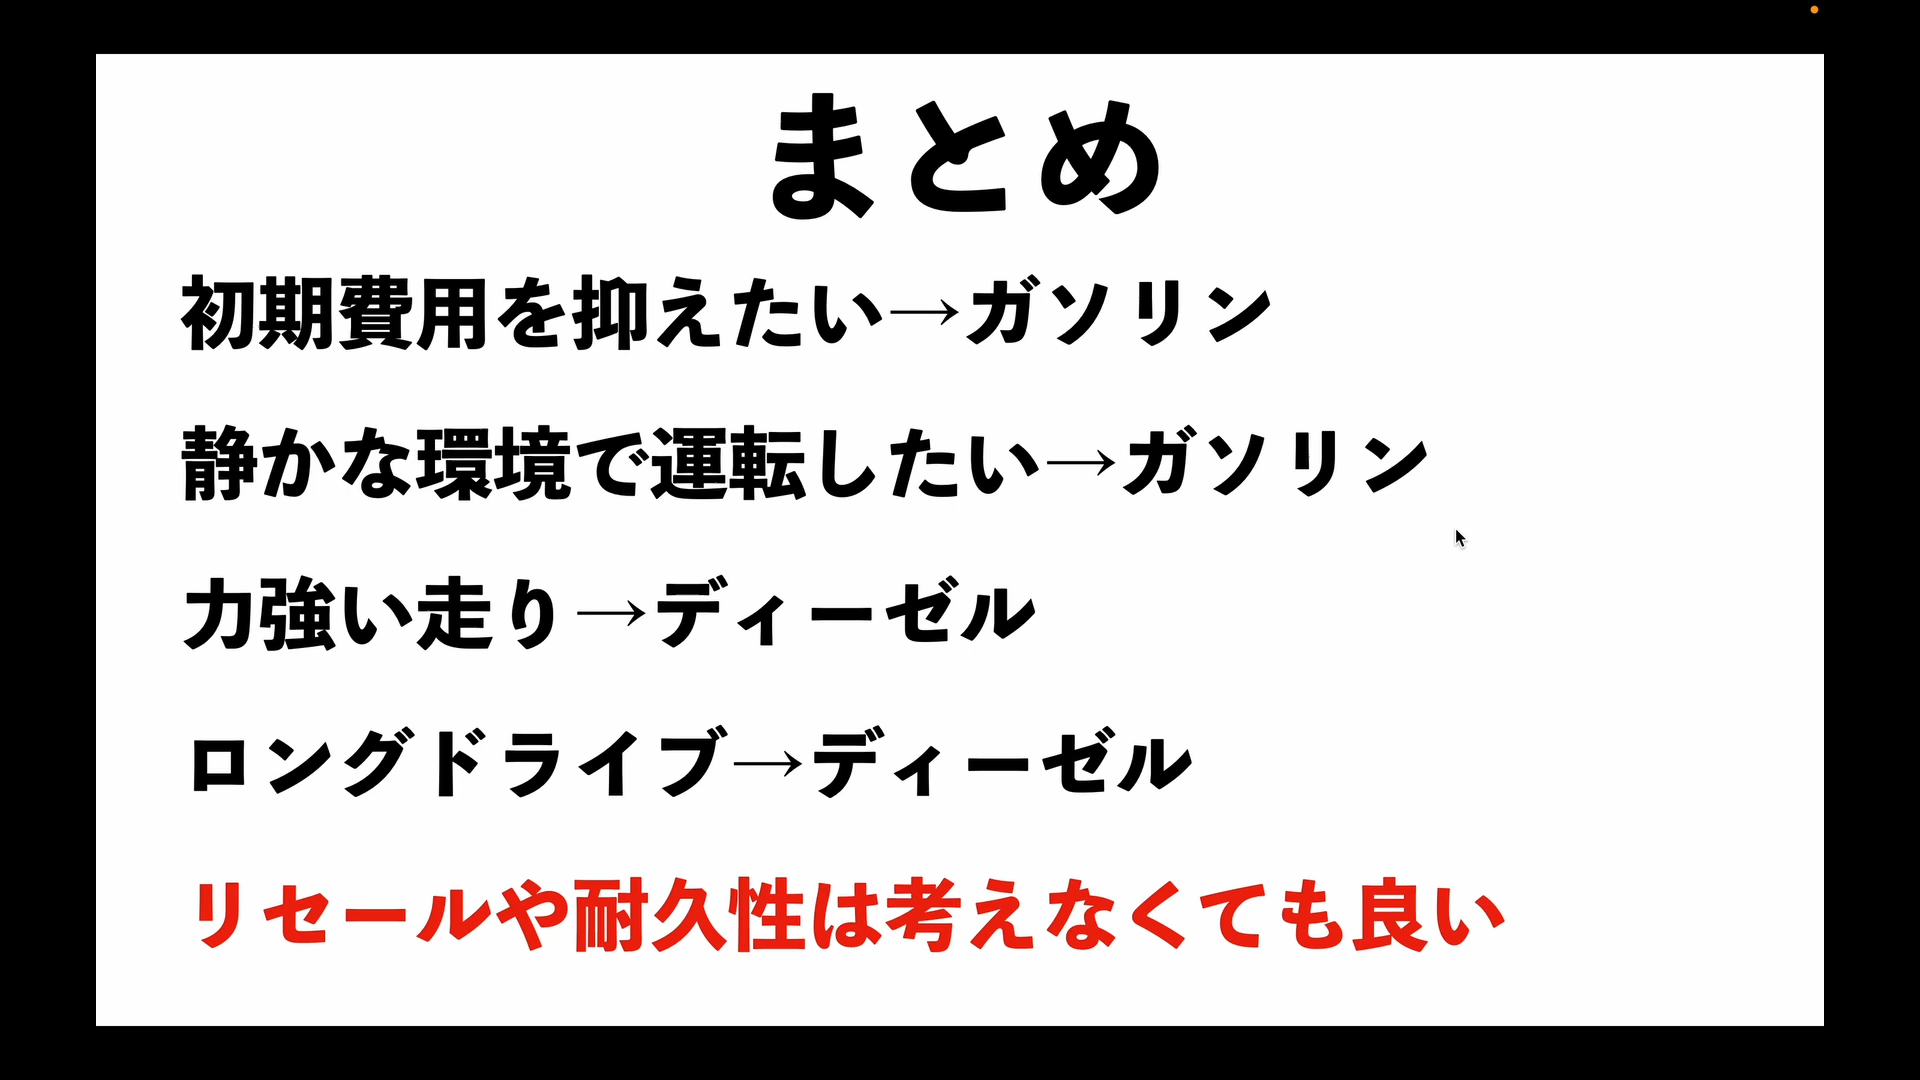 まとめ
初期費用を抑えたい→ガソリン
静かな環境で運転したい→ガソリン
力強い走り→ディーゼル
ロングドライブ→ディーゼル
リセールや耐久性は考えなくても良い